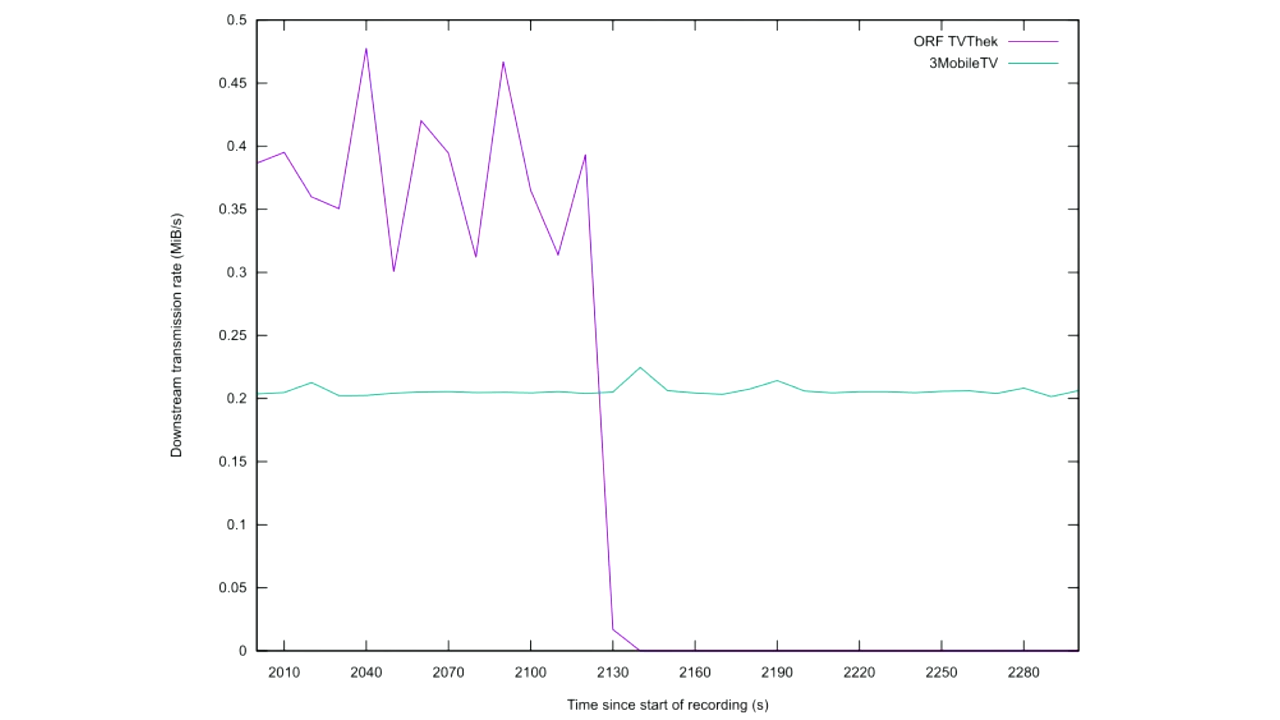 0.5
ORF TVThek
3MobileTV
0.45
0.4
0.35
0.3
0.25
0.2
0.15
0.1
0.05
0
Downstream transmission rate (MiB/s)
2010 2040 2070 2100 2130 2160 2190 2220 2250 2280
Time since start of recording (s)